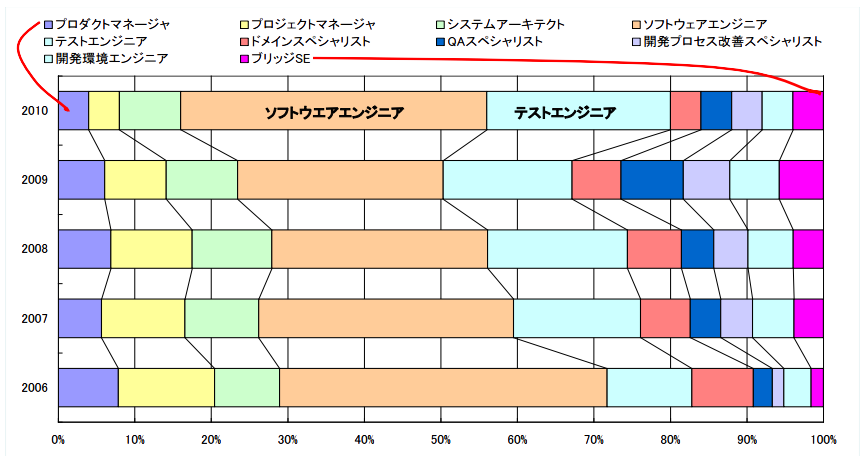 プロダクトマネージャ プロジェクトマネージャ システムアーキテクト ソフトウェアエンジニア
テストエンジニア ドメインスペシャリスト QAスペシャリスト 開発プロセス改善スペシャリスト
開発環境エンジニア ブリッジSE
2010 ソフトウエアエンジニア テストエンジニア
2009
2008
2007
2006
0% 10% 20% 30% 40% 50% 60% 70% 80% 90% 100%